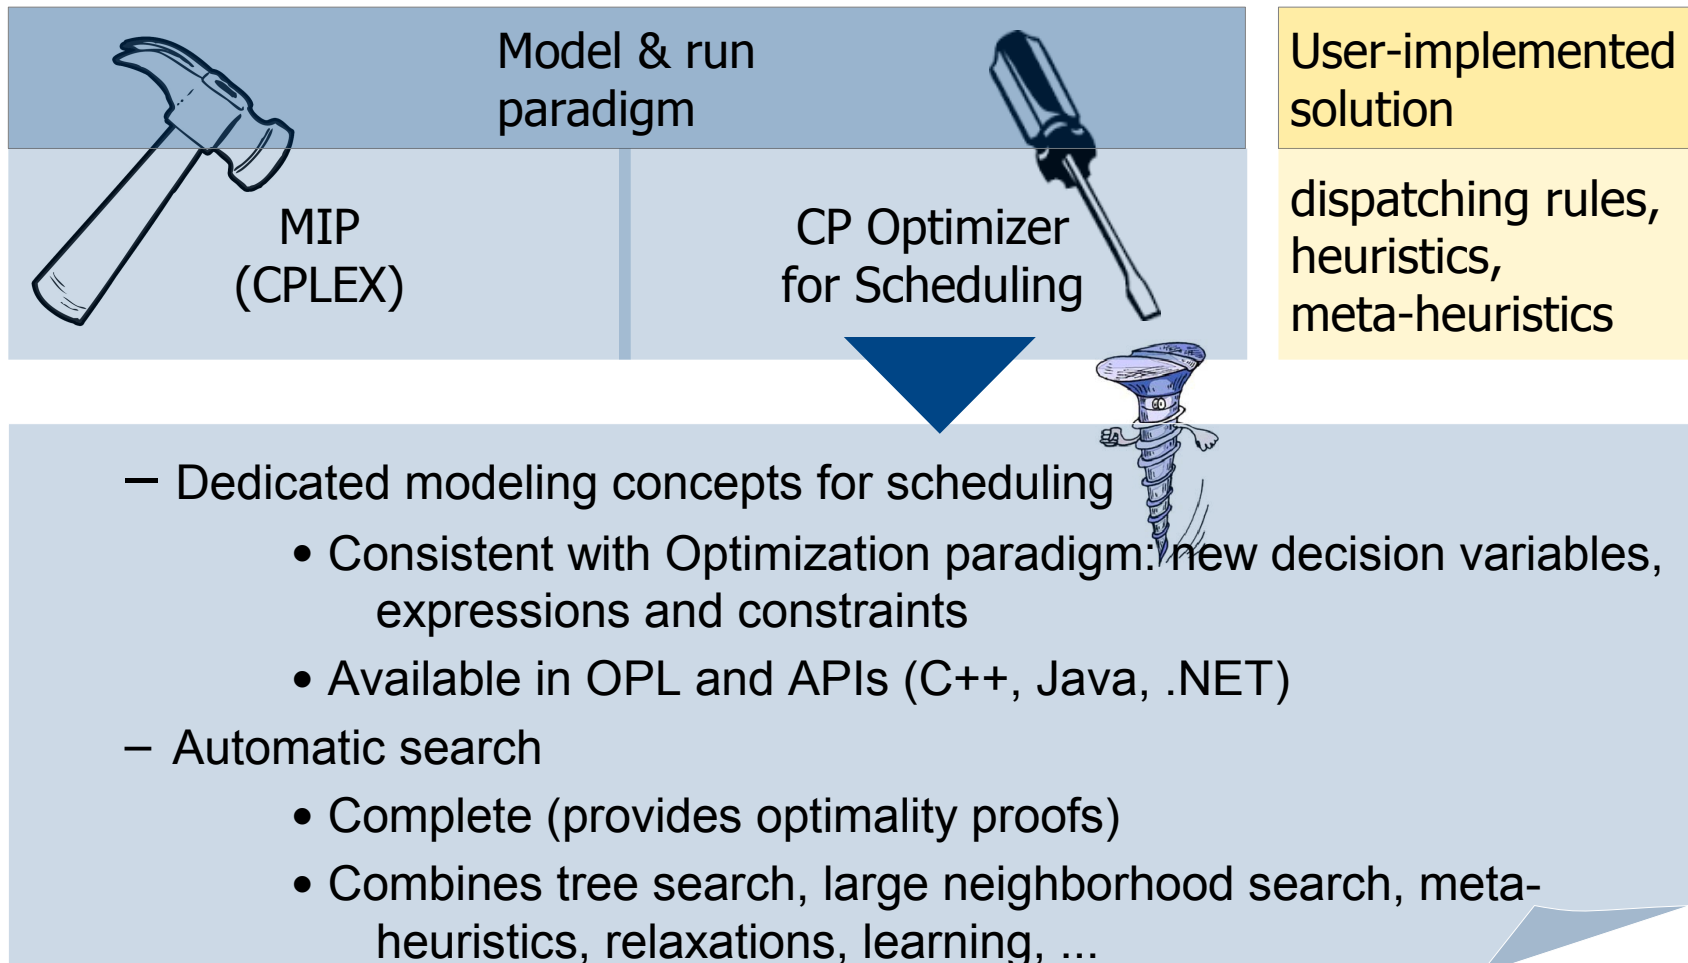 Model & run
paradigm
User-implemented
solution
MIP
(CPLEX)
CP Optimizer
for Scheduling
dispatching rules,
heuristics,
meta-heuristics
– Dedicated modeling concepts for scheduling
• Consistent with Optimization paradigm: new decision variables,
expressions and constraints
• Available in OPL and APIs (C++, Java, .NET)
– Automatic search
• Complete (provides optimality proofs)
• Combines tree search, large neighborhood search, meta-
heuristics, relaxations, learning, ...